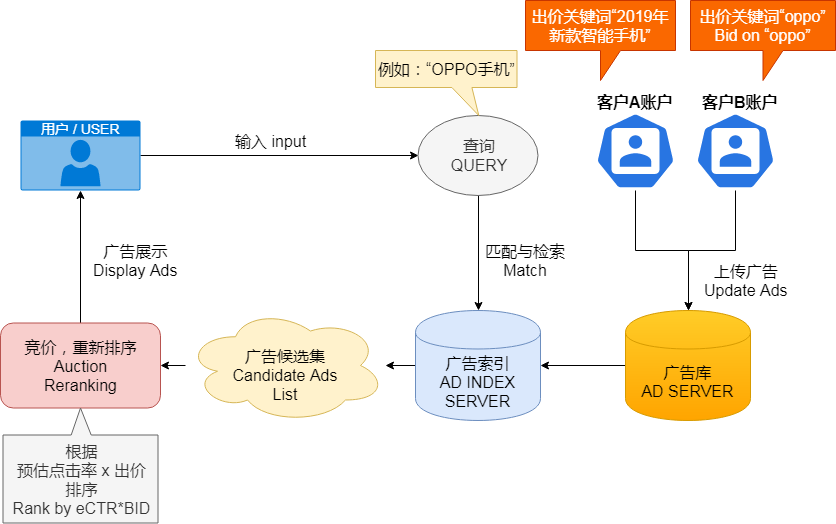 出价关键词“2019年
新款智能手机”
出价关键词“oppo”
Bid on “oppo”
例如：“OPPO手机”
客户A账户
客户B账户
用户 / USER
输入 input
查询
QUERY
广告展示
Display Ads
匹配与检索
Match
上传广告
Update Ads
竞价，重新排序
Auction
Reranking
广告候选集
Candidate Ads
List
广告索引
AD INDEX
SERVER
广告库
AD SERVER
根据
预估点击率 x 出价
排序
Rank by eCTR*BID